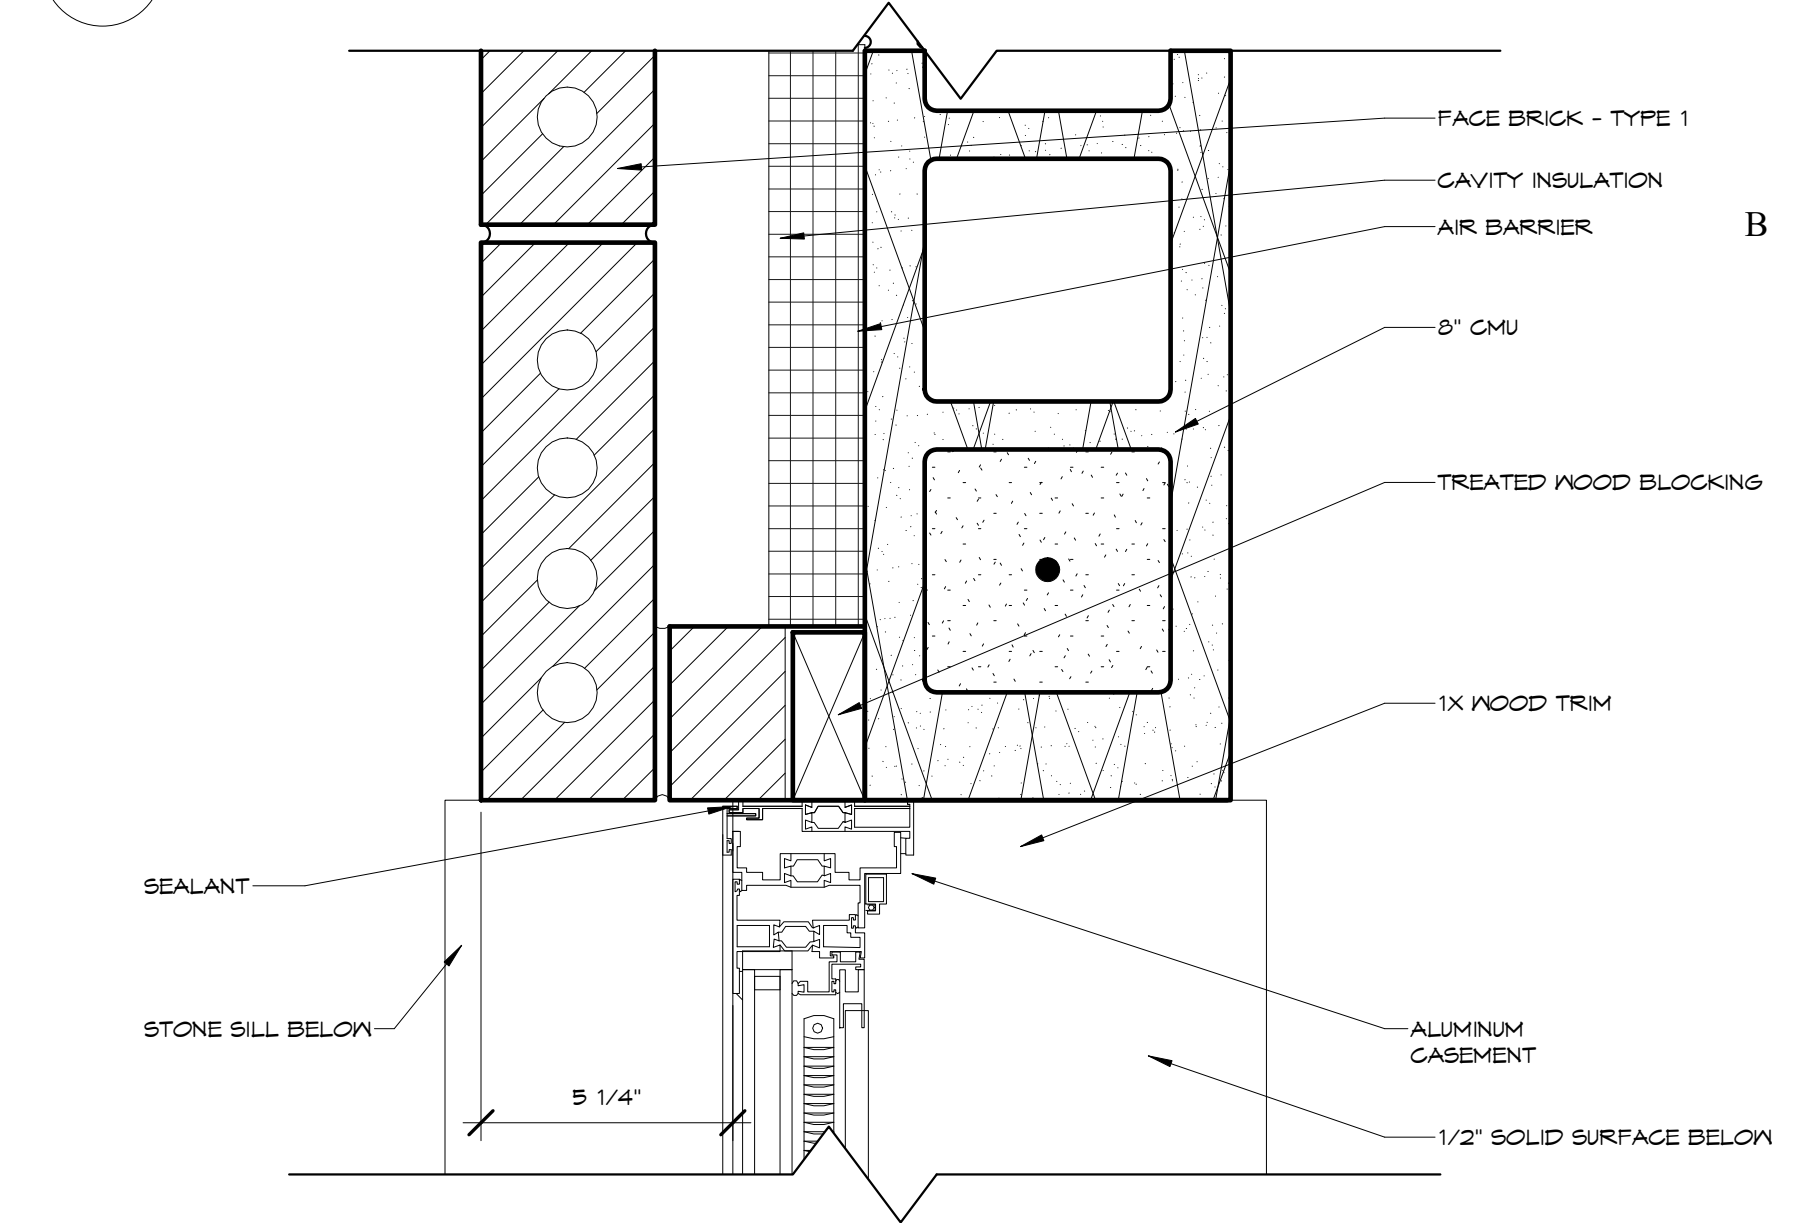 FACE BRICK - TYPE 1
CAVITY INSULATION
AIR BARRIER
B
8" CMU
TREATED WOOD BLOCKING
1X WOOD TRIM
SEALANT
STONE SILL BELOW
ALUMINUM
CASEMENT
5 1/4"
1/2" SOLID SURFACE BELOW